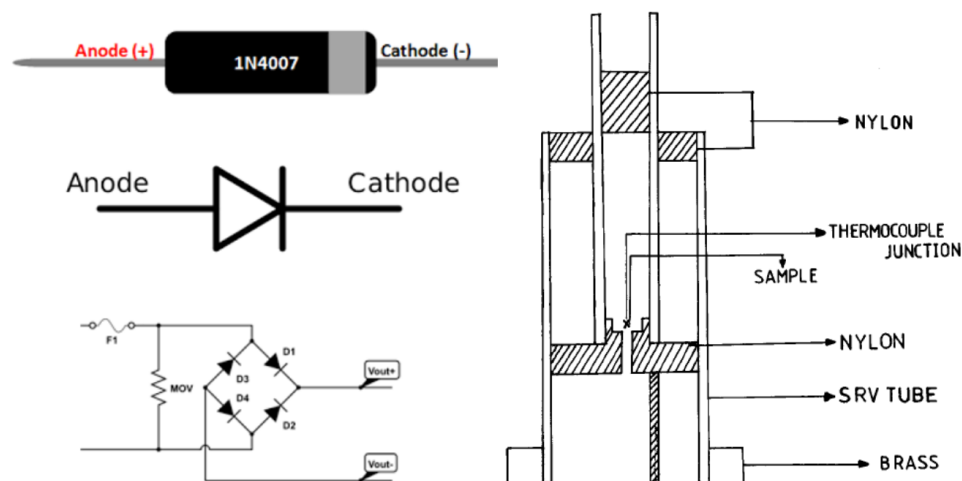 Anode (+)
1N4007
Cathode (-)
Anode
Cathode
F1
MOV
D1
D3
D4
D2
Vout+
Vout-
NYLON
THERMOCOUPLE
JUNCTION
SAMPLE
NYLON
SRV TUBE
BRASS